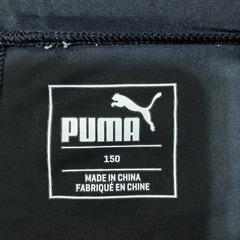 PUMA
150
MADE IN CHINA
FABRIQUÉ EN CHINE